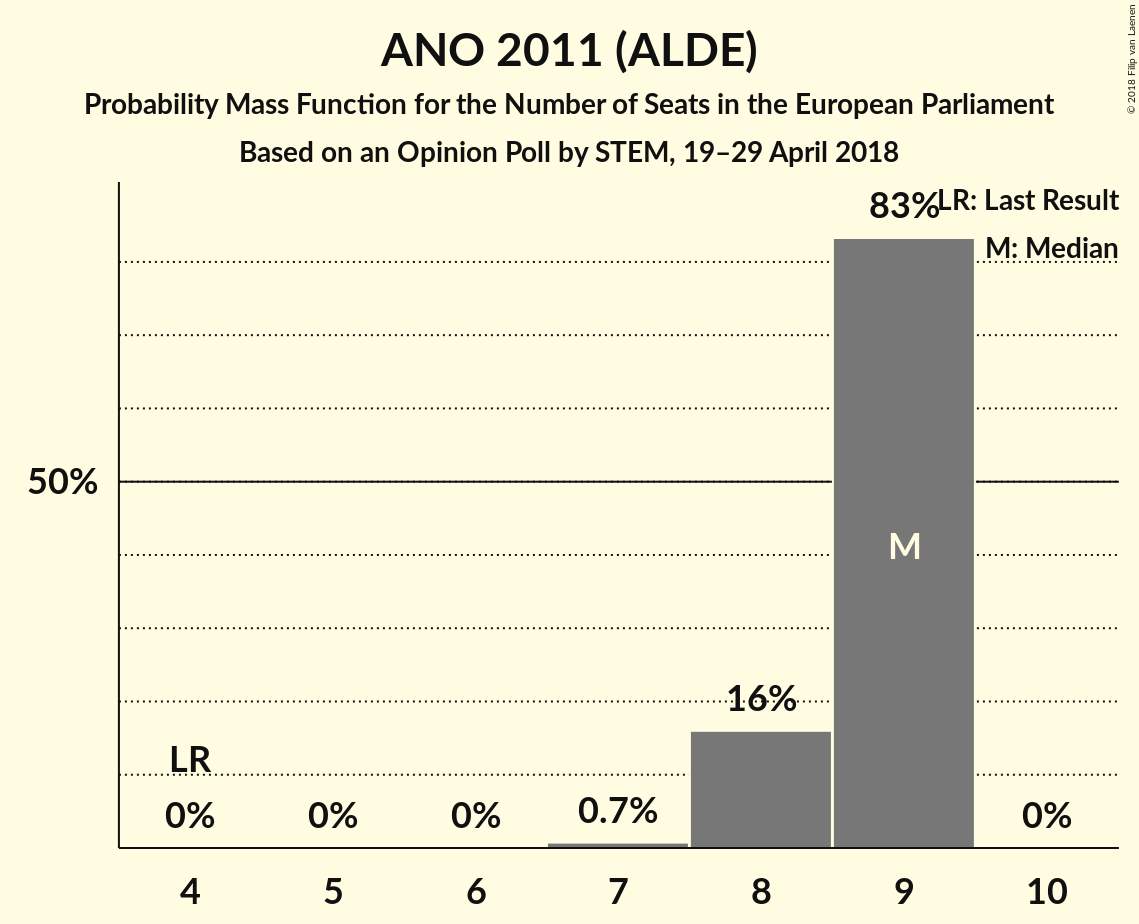 ANO 2011 (ALDE)
Probability Mass Function for the Number of Seats in the European Parliament
Based on an Opinion Poll by STEM, 19–29 April 2018
© 2018 Filip van Laenen
LR: Last Result
M: Median
83%
50%
M
16%
LR
0% 0% 0% 0.7% 0%
4 5 6 7 8 9 10